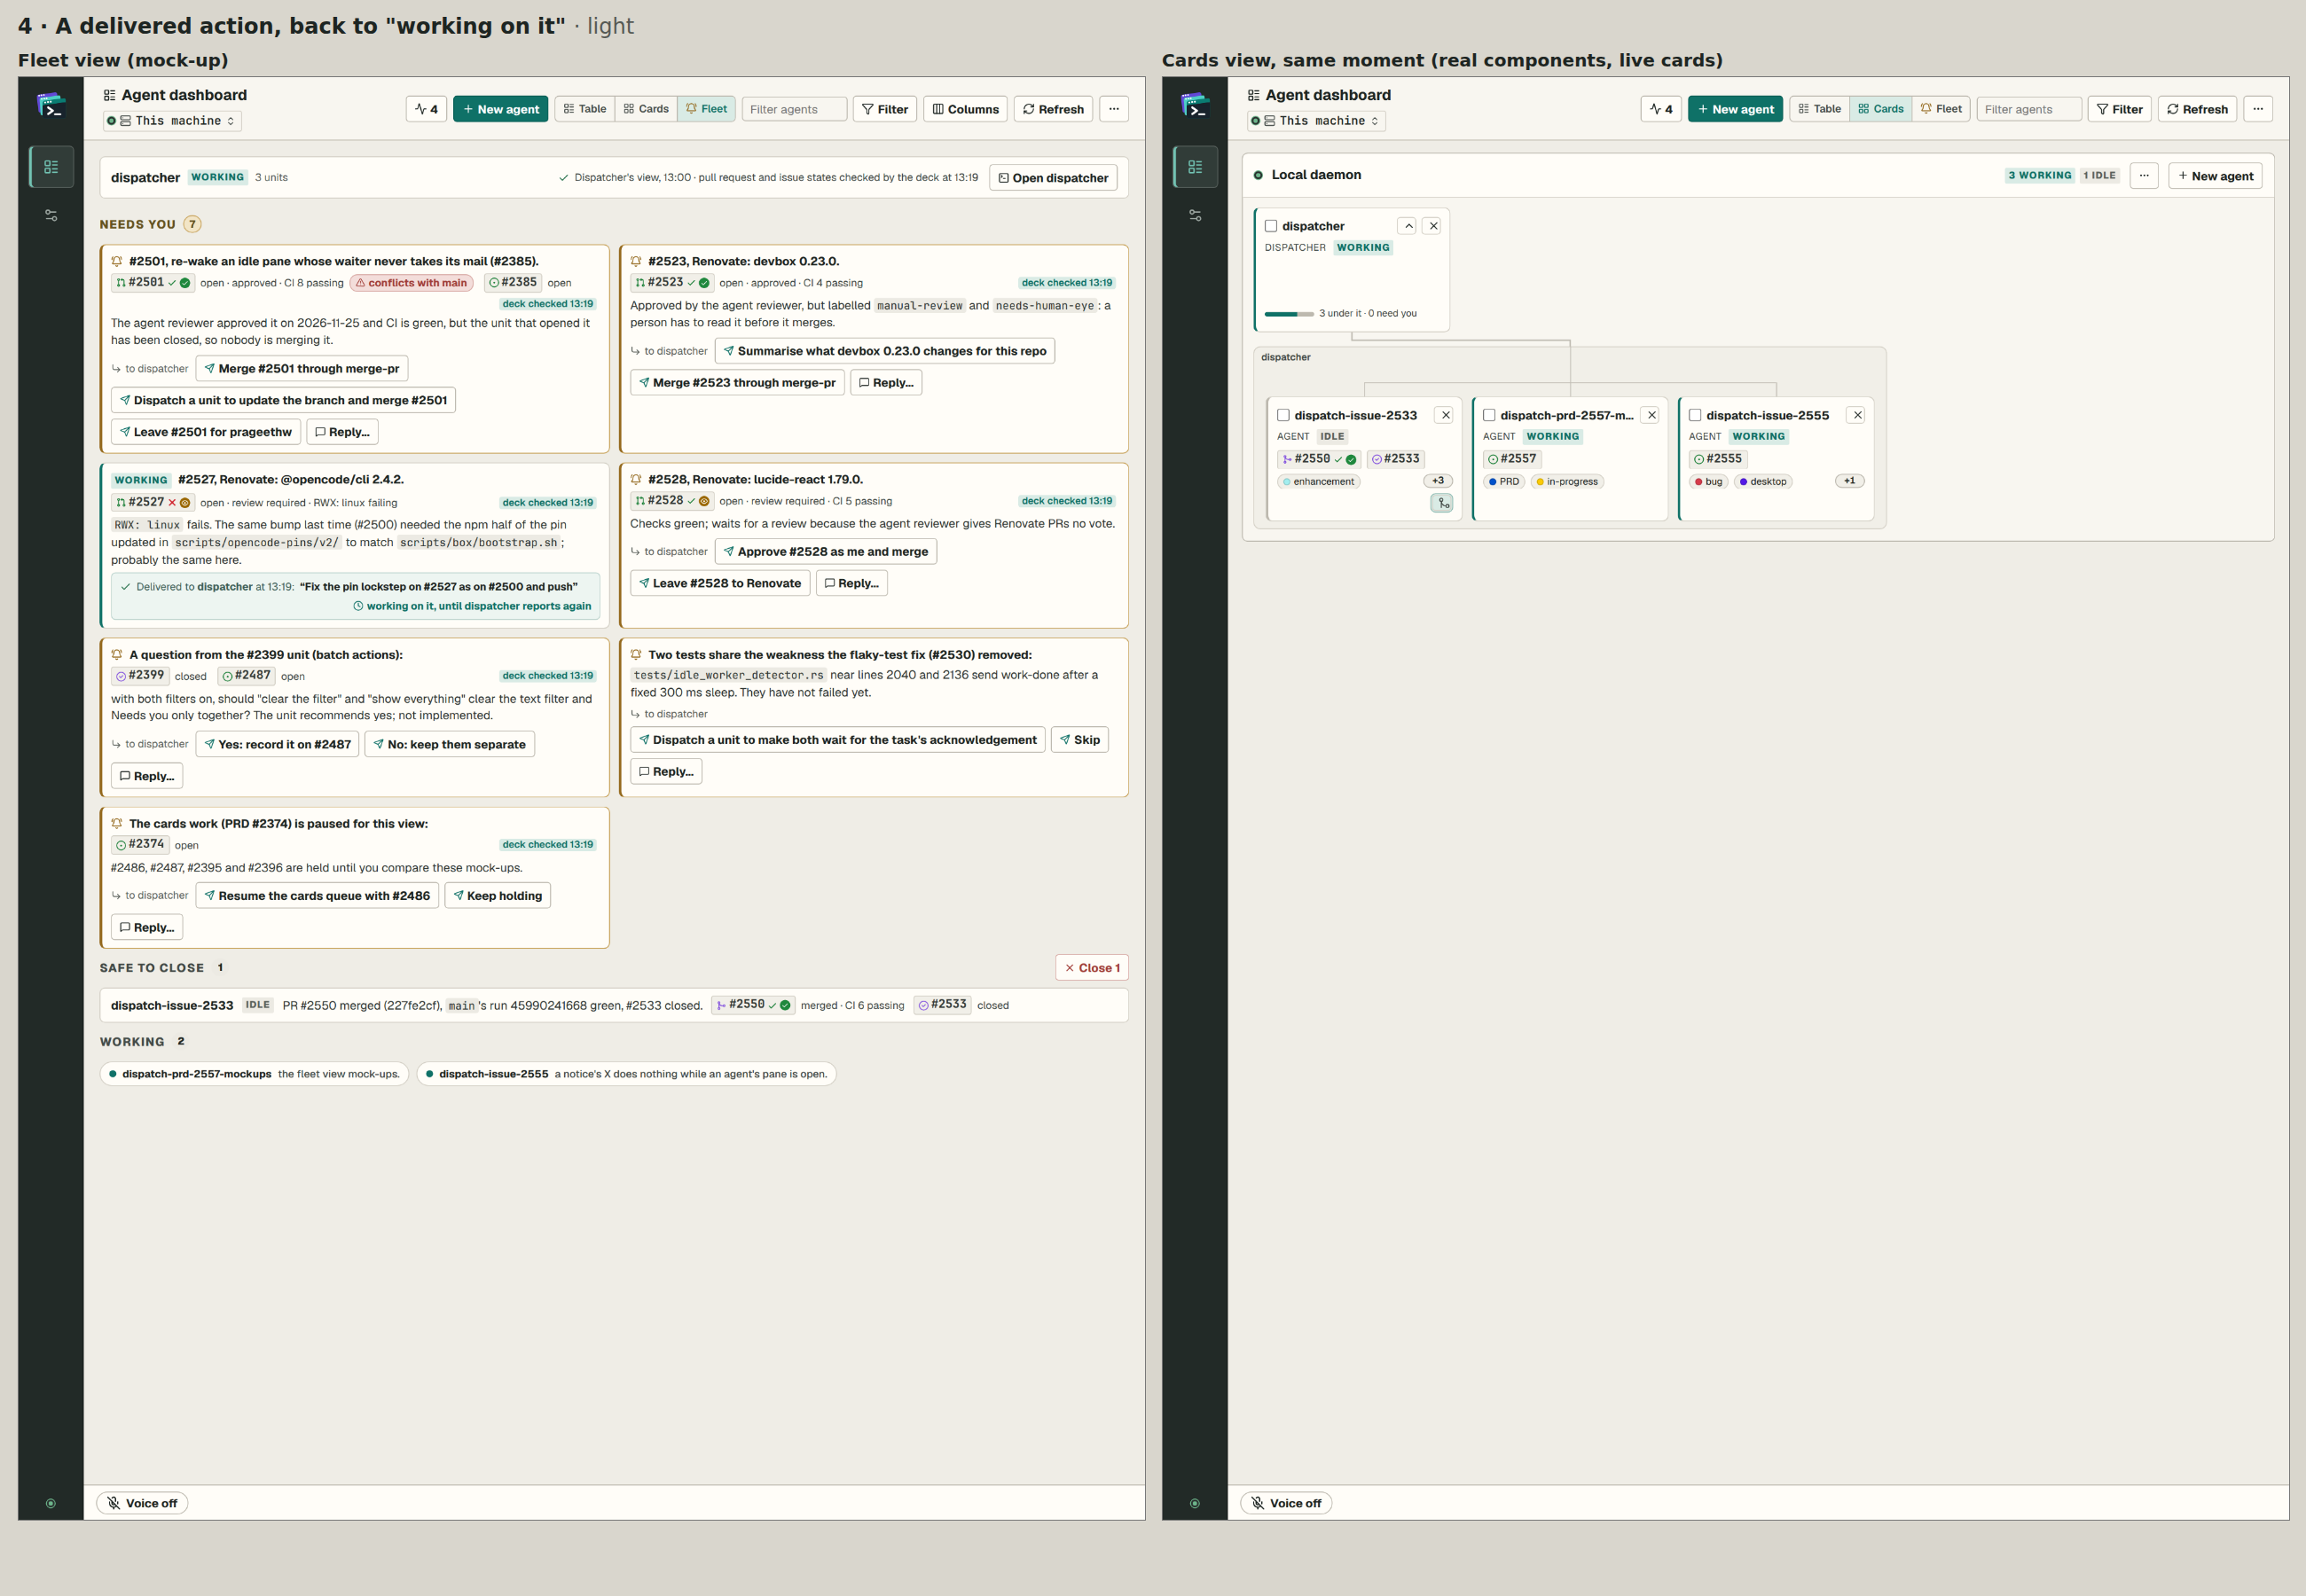 4 · A delivered action, back to "working on it" · light
Fleet view (mock-up)
Agent dashboard
This machine
4
New agent
Table
Cards
Fleet
Filter agents
Filter
Columns
Refresh
dispatcher WORKING 3 units
Dispatcher's view, 13:00 · pull request and issue states checked by the deck at 13:19
Open dispatcher
NEEDS YOU 7
#2501, re-wake an idle pane whose waiter never takes its mail (#2385).
#2501 open · approved · CI 8 passing conflicts with main #2385 open
deck checked 13:19
The agent reviewer approved it on 2026-11-25 and CI is green, but the unit that opened it
has been closed, so nobody is merging it.
to dispatcher Merge #2501 through merge-pr
Dispatch a unit to update the branch and merge #2501
Leave #2501 for prageethw Reply...
#2523, Renovate: devbox 0.23.0.
#2523 open · approved · CI 4 passing deck checked 13:19
Approved by the agent reviewer, but labelled manual-review and needs-human-eye : a
person has to read it before it merges.
to dispatcher Summarise what devbox 0.23.0 changes for this repo
Merge #2523 through merge-pr Reply...
WORKING #2527, Renovate: @opencode/cli 2.4.2.
#2527 open · review required · RWX: linux failing deck checked 13:19
RWX: linux fails. The same bump last time (#2500) needed the npm half of the pin
updated in scripts/opencode-pins/v2/ to match scripts/box/bootstrap.sh ;
probably the same here.
Delivered to dispatcher at 13:19: “Fix the pin lockstep on #2527 as on #2500 and push”
working on it, until dispatcher reports again
#2528, Renovate: lucide-react 1.79.0.
#2528 open · review required · CI 5 passing deck checked 13:19
Checks green; waits for a review because the agent reviewer gives Renovate PRs no vote.
to dispatcher Approve #2528 as me and merge
Leave #2528 to Renovate Reply...
A question from the #2399 unit (batch actions):
#2399 closed #2487 open deck checked 13:19
with both filters on, should "clear the filter" and "show everything" clear the text filter and
Needs you only together? The unit recommends yes; not implemented.
to dispatcher Yes: record it on #2487 No: keep them separate
Reply...
Two tests share the weakness the flaky-test fix (#2530) removed:
tests/idle_worker_detector.rs near lines 2040 and 2136 send work-done after a
fixed 300 ms sleep. They have not failed yet.
to dispatcher
Dispatch a unit to make both wait for the task's acknowledgement Skip
Reply...
The cards work (PRD #2374) is paused for this view:
#2374 open deck checked 13:19
#2486, #2487, #2395 and #2396 are held until you compare these mock-ups.
to dispatcher Resume the cards queue with #2486 Keep holding
Reply...
SAFE TO CLOSE 1
Close 1
dispatch-issue-2533 IDLE PR #2550 merged (227fe2cf), main 's run 45990241668 green, #2533 closed. #2550 merged · CI 6 passing #2533 closed
WORKING 2
dispatch-prd-2557-mockups the fleet view mock-ups.
dispatch-issue-2555 a notice's X does nothing while an agent's pane is open.
Voice off
Cards view, same moment (real components, live cards)
Agent dashboard
This machine
4
New agent
Table
Cards
Fleet
Filter agents
Filter
Refresh
Local daemon
3 WORKING 1 IDLE
New agent
dispatcher
DISPATCHER WORKING
3 under it · 0 need you
dispatcher
dispatch-issue-2533
AGENT IDLE
#2550 #2533
enhancement +3
dispatch-prd-2557-m...
AGENT WORKING
#2557
PRD in-progress
dispatch-issue-2555
AGENT WORKING
#2555
bug desktop +1
Voice off